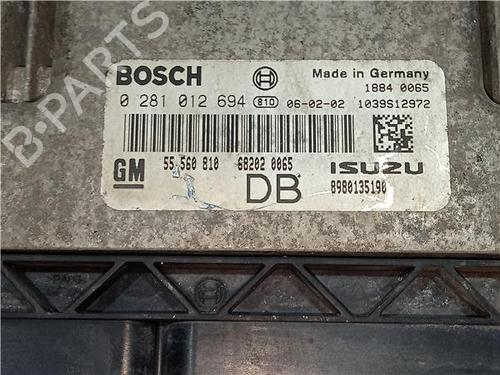 B-PARTS
BOSCH Made in Germany
1884 0065
0 281 012 694 810 06-02-02 1039S12972
GM 55 560 810 68202 0065 ISUZU
DB 8980135190